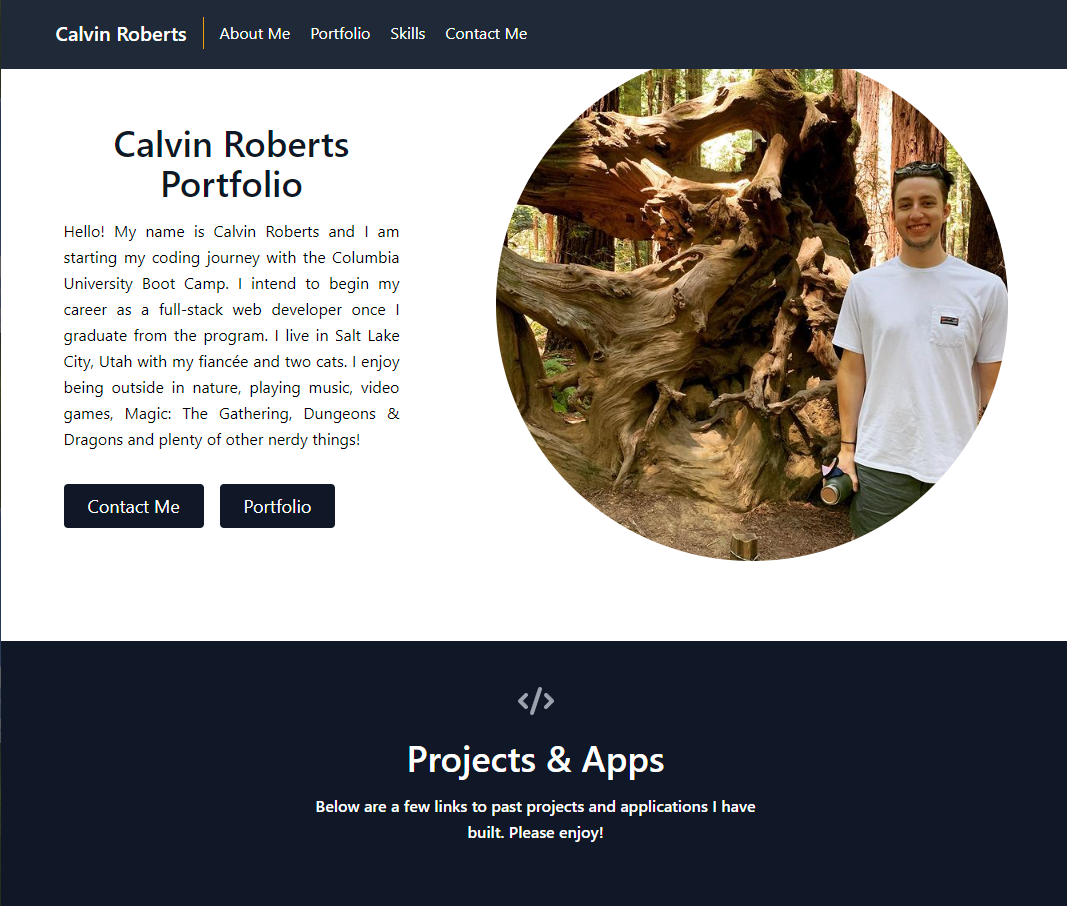 Calvin Roberts
About Me
Portfolio
Skills
Contact Me
Calvin Roberts
Portfolio
Hello! My name is Calvin Roberts and I am
starting my coding journey with the Columbia
University Boot Camp. I intend to begin my
career as a full-stack web developer once I
graduate from the program. I live in Salt Lake
City, Utah with my fiancée and two cats. I enjoy
being outside in nature, playing music, video
games, Magic: The Gathering, Dungeons &
Dragons and plenty of other nerdy things!
Contact Me
Portfolio
</>
Projects & Apps
Below are a few links to past projects and applications I have
built. Please enjoy!